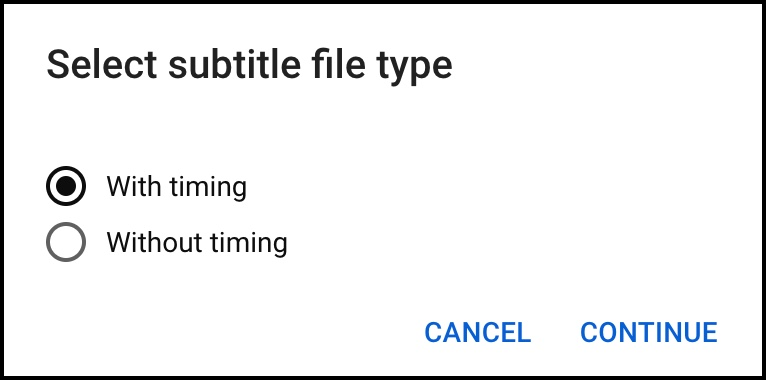 Select subtitle file type
With timing
Without timing
CANCEL CONTINUE